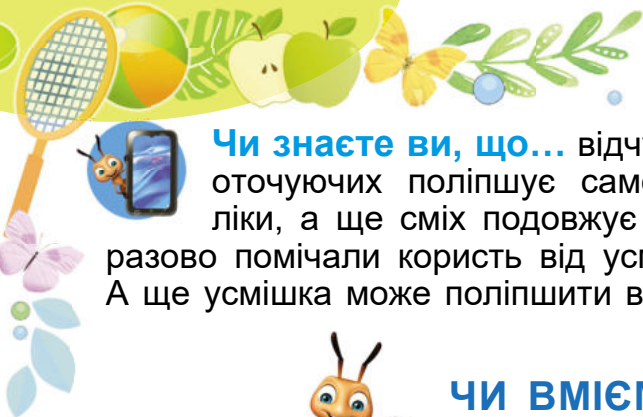 Чи знаєте ви, що… відч
оточуючих поліпшує сам
ліки, а ще сміх подовжує
разово помічали користь від ус
А ще усмішка може поліпшити в
ЧИ ВМІЄ